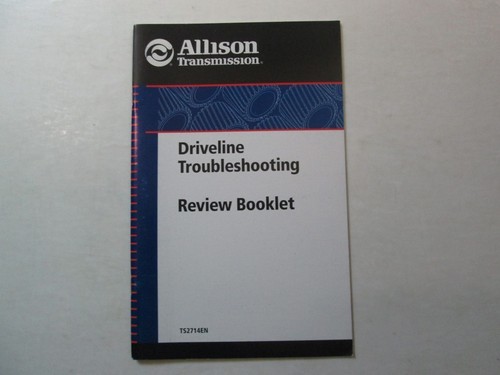 Allison
Transmission®
Driveline
Troubleshooting
Review Booklet
TS2714EN